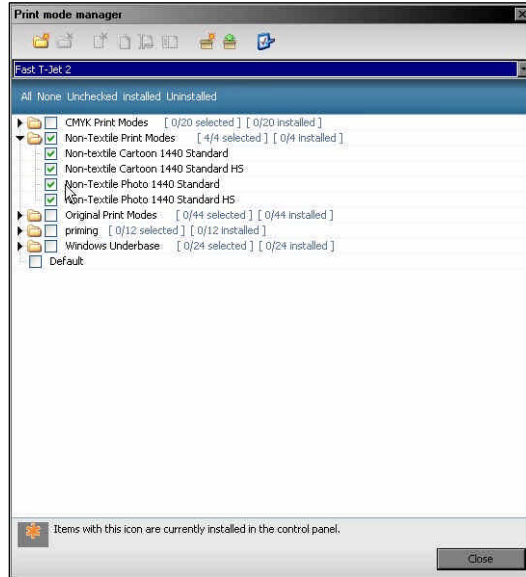 Print mode manager
Fast T-Jet 2
All None Unchecked Installed Uninstalled
CMYK Print Modes [ 0/20 selected ] [ 0/20 installed ]
Non-Textile Print Modes [ 4/4 selected ] [ 0/4 installed ]
Non-textile Cartoon 1440 Standard
Non-textile Cartoon 1440 Standard HS
Non-Textile Photo 1440 Standard
Non-Textile Photo 1440 Standard HS
Original Print Modes [ 0/44 selected ] [ 0/44 installed ]
priming [ 0/12 selected ] [ 0/12 installed ]
Windows Underbase [ 0/24 selected ] [ 0/24 installed ]
Default
Items with this icon are currently installed in the control panel.
Close